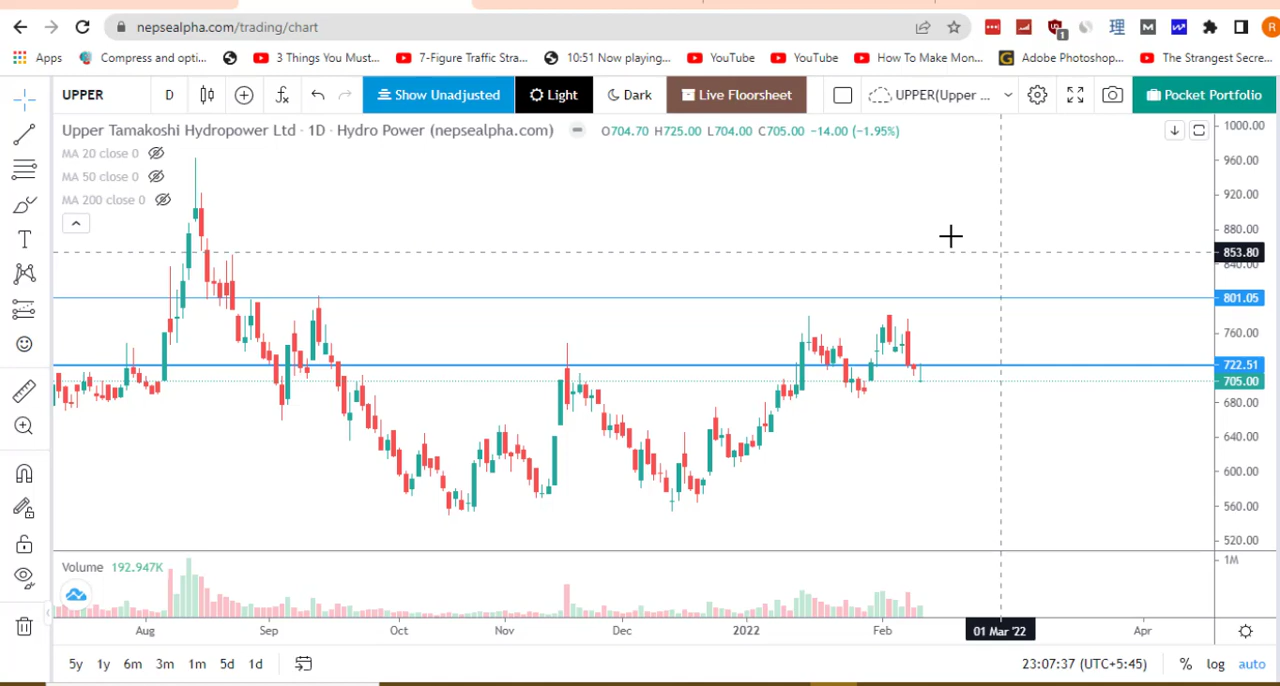 nepsealpha.com/trading/chart
Apps Compress and opti... 3 Things You Must... 7-Figure Traffic Stra... 10:51 Now playing... YouTube YouTube How To Make Mon... Adobe Photoshop... The Strangest Secre...
UPPER D Show Unadjusted Light Dark Live Floorsheet UPPER(Upper ... Pocket Portfolio
Upper Tamakoshi Hydropower Ltd · 1D · Hydro Power (nepsealpha.com) O704.70 H725.00 L704.00 C705.00 −14.00 (−1.95%)
MA 20 close 0
MA 50 close 0
MA 200 close 0
1000.00
960.00
920.00
880.00
853.80
840.00
801.05
760.00
722.51
705.00
680.00
640.00
600.00
560.00
520.00
Volume 192.947K
1M
Aug Sep Oct Nov Dec 2022 Feb 01 Mar '22 Apr
5y 1y 6m 3m 1m 5d 1d 23:07:37 (UTC+5:45) % log auto